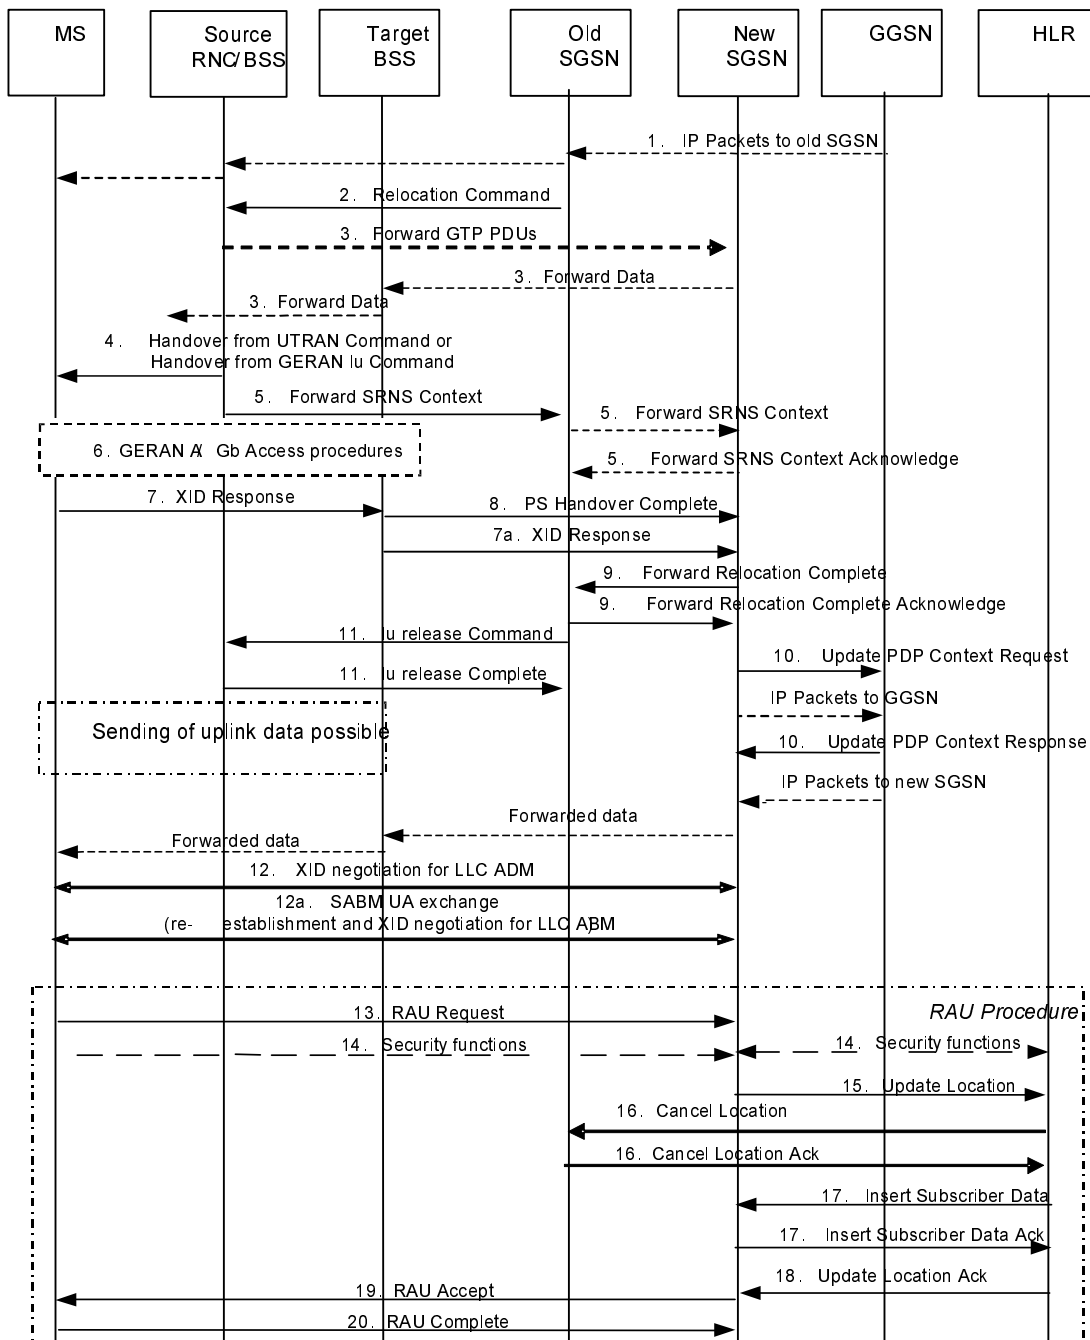 MS
Source
RNC/BSS
Target
BSS
Old
SGSN
New
SGSN
GGSN
HLR
1. IP Packets to old SGSN
2. Relocation Command
3. Forward GTP PDUs
3. Forward Data
3. Forward Data
4. Handover from UTRAN Command or
Handover from GERAN Iu Command
5. Forward SRNS Context
5. Forward SRNS Context
6. GERAN A/ Gb Access procedures
5. Forward SRNS Context Acknowledge
7. XID Response
8. PS Handover Complete
7a. XID Response
9. Forward Relocation Complete
9. Forward Relocation Complete Acknowledge
11. Iu release Command
10. Update PDP Context Request
11. Iu release Complete
IP Packets to GGSN
Sending of uplink data possible
10. Update PDP Context Response
IP Packets to new SGSN
Forwarded data
Forwarded data
12. XID negotiation for LLC ADM
12a. SABM UA exchange
(re- establishment and XID negotiation for LLC ABM)
RAU Procedure
13. RAU Request
14. Security functions
14. Security functions
15. Update Location
16. Cancel Location
16. Cancel Location Ack
17. Insert Subscriber Data
17. Insert Subscriber Data Ack
18. Update Location Ack
19. RAU Accept
20. RAU Complete